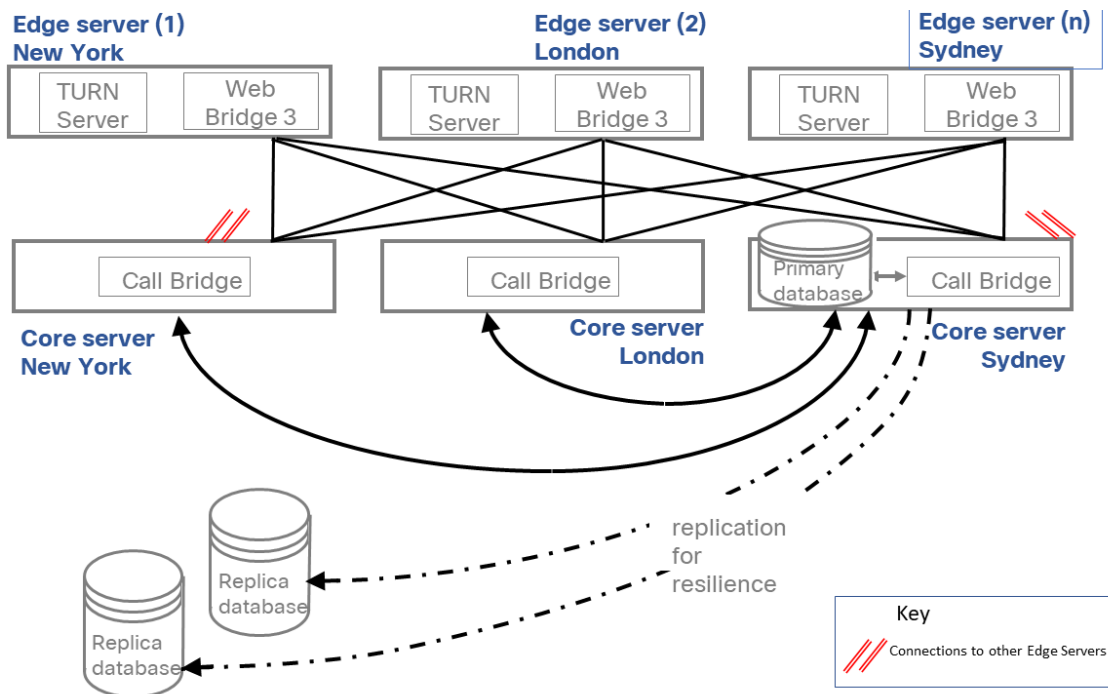 Edge server (1)
New York
Edge server (2)
London
Edge server (n)
Sydney
TURN
Server
Web
Bridge 3
TURN
Server
Web
Bridge 3
TURN
Server
Web
Bridge 3
Call Bridge
Call Bridge
Primary
database
Call Bridge
Core server
New York
Core server
London
Core server
Sydney
replication
for
resilience
Replica
database
Replica
database
Key
Connections to other Edge Servers